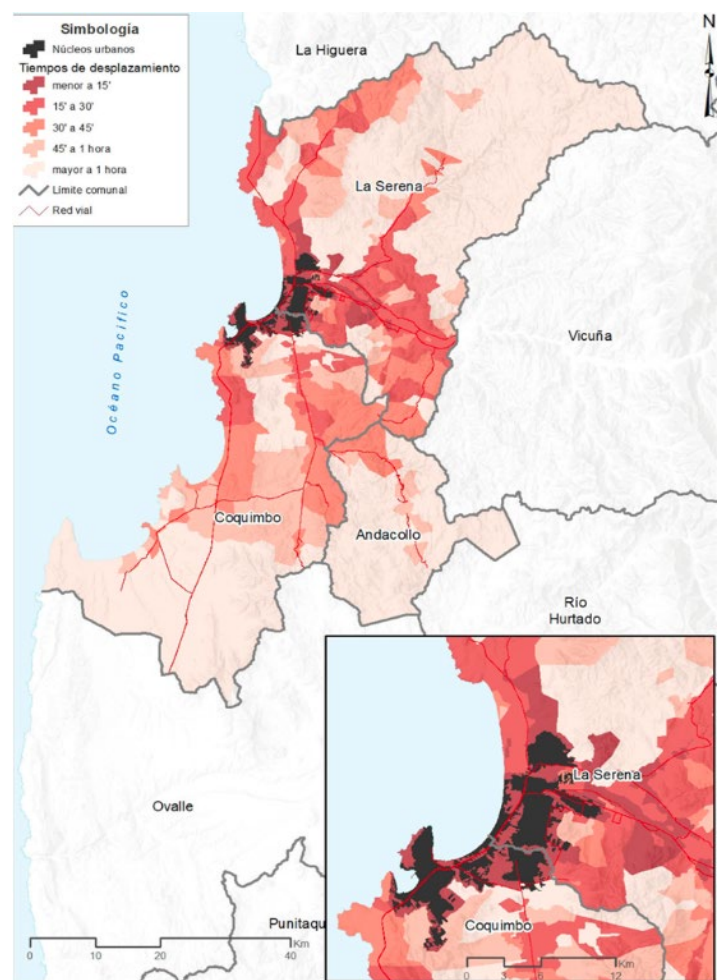 Simbología
Núcleos urbanos
Tiempos de desplazamiento
menor a 15'
15' a 30'
30' a 45'
45' a 1 hora
mayor a 1 hora
Límite comunal
Red vial
N
La Higuera
La Serena
Océano Pacífico
Vicuña
Coquimbo
Andacollo
Río
Hurtado
Ovalle
Punitaqui
La Serena
Coquimbo
Km
0 10 20 40
Km
0 3 6 12